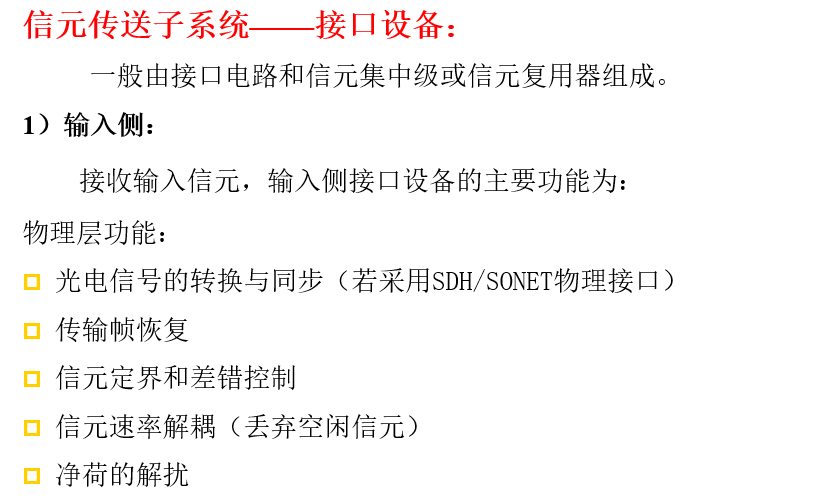 信元传送子系统——接口设备：
一般由接口电路和信元集中级或信元复用器组成。
1）输入侧：
接收输入信元，输入侧接口设备的主要功能为：
物理层功能：
光电信号的转换与同步（若采用SDH/SONET物理接口）
传输帧恢复
信元定界和差错控制
信元速率解耦（丢弃空闲信元）
净荷的解扰